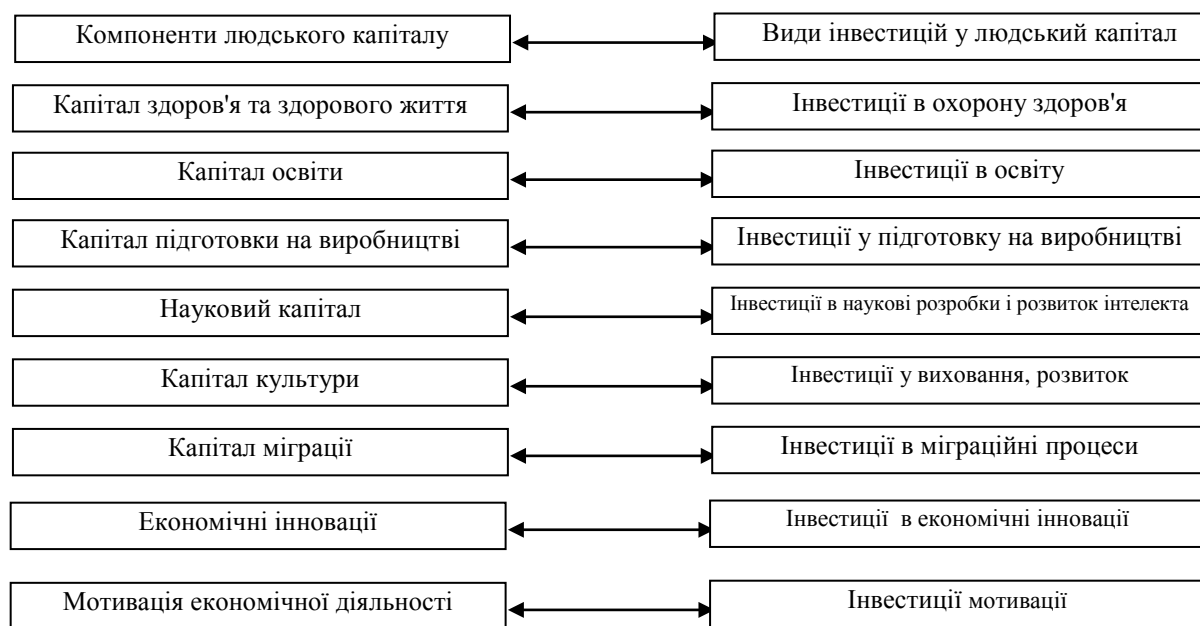 Компоненти людського капіталу
Види інвестицій у людський капітал
Капітал здоров'я та здорового життя
Інвестиції в охорону здоров'я
Капітал освіти
Інвестиції в освіту
Капітал підготовки на виробництві
Інвестиції у підготовку на виробництві
Науковий капітал
Інвестиції в наукові розробки і розвиток інтелекта
Капітал культури
Інвестиції у виховання, розвиток
Капітал міграції
Інвестиції в міграційні процеси
Економічні інновації
Інвестиції в економічні інновації
Мотивація економічної діяльності
Інвестиції мотивації